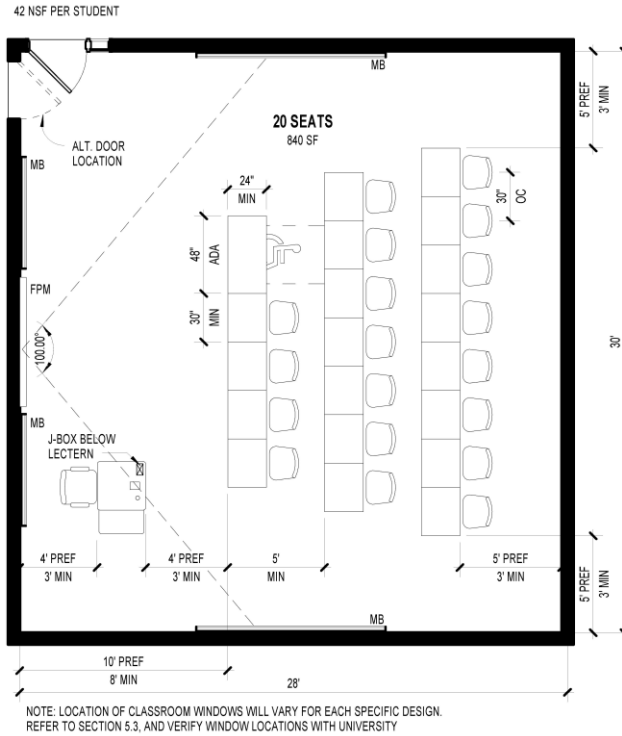 42 NSF PER STUDENT
MB
20 SEATS
840 SF
ALT. DOOR
LOCATION
MB
5' PREF
3' MIN
24"
MIN
30"
OC
48"
ADA
FPM
30"
MIN
100.00°
30'
MB
J-BOX BELOW
LECTERN
4' PREF
3' MIN
4' PREF
3' MIN
5'
MIN
5' PREF
3' MIN
5' PREF
3' MIN
MB
10' PREF
8' MIN
28'
NOTE: LOCATION OF CLASSROOM WINDOWS WILL VARY FOR EACH SPECIFIC DESIGN.
REFER TO SECTION 5.3, AND VERIFY WINDOW LOCATIONS WITH UNIVERSITY